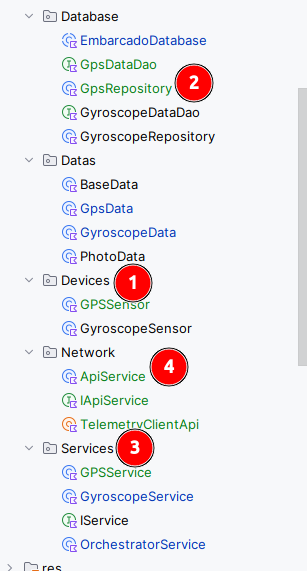 Database
EmbarcadoDatabase
GpsDataDao
GpsRepository
2
GyroscopeDataDao
GyroscopeRepository
Datas
BaseData
GpsData
GyroscopeData
PhotoData
Devices
1
GPSSensor
GyroscopeSensor
Network
4
ApiService
IApiService
TelemetryClientApi
Services
3
GPSService
GyroscopeService
IService
OrchestratorService
res